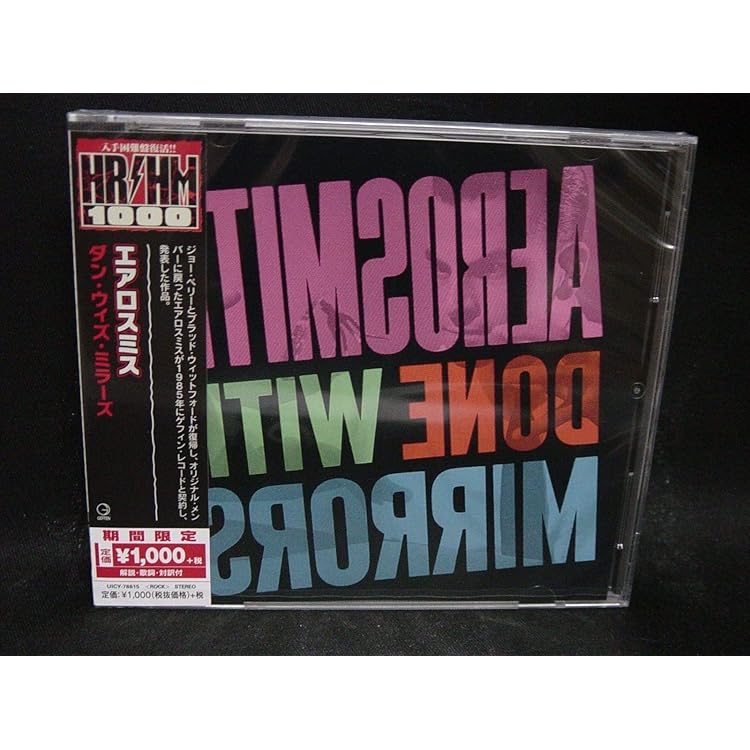 入手困難盤復活!!
HR/HM
1000
エアロスミス
ダン・ウィズ・ミラーズ
ジョー・ペリーとブラッド・ウィットフォードが復帰し、オリジナル・メン
バーに戻ったエアロスミスが1985年にゲフィン・レコードと契約し、
発表した作品。
GEFFEN
期間限定
定価 ¥1,000+税
解説・歌詞・対訳付
UICY-78615 <ROCK> STEREO
定価:¥1,000(税抜価格)+税
AEROSMIT
DONE WIT
MIRRORS